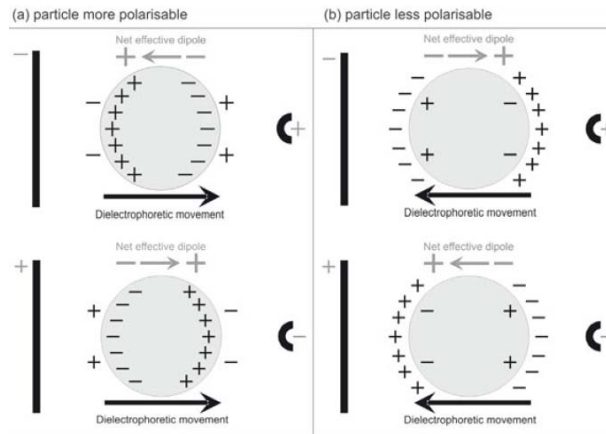 (a) particle more polarisable
(b) particle less polarisable
Net effective dipole
Dielectrophoretic movement
Net effective dipole
Dielectrophoretic movement
Net effective dipole
Dielectrophoretic movement
Net effective dipole
Dielectrophoretic movement